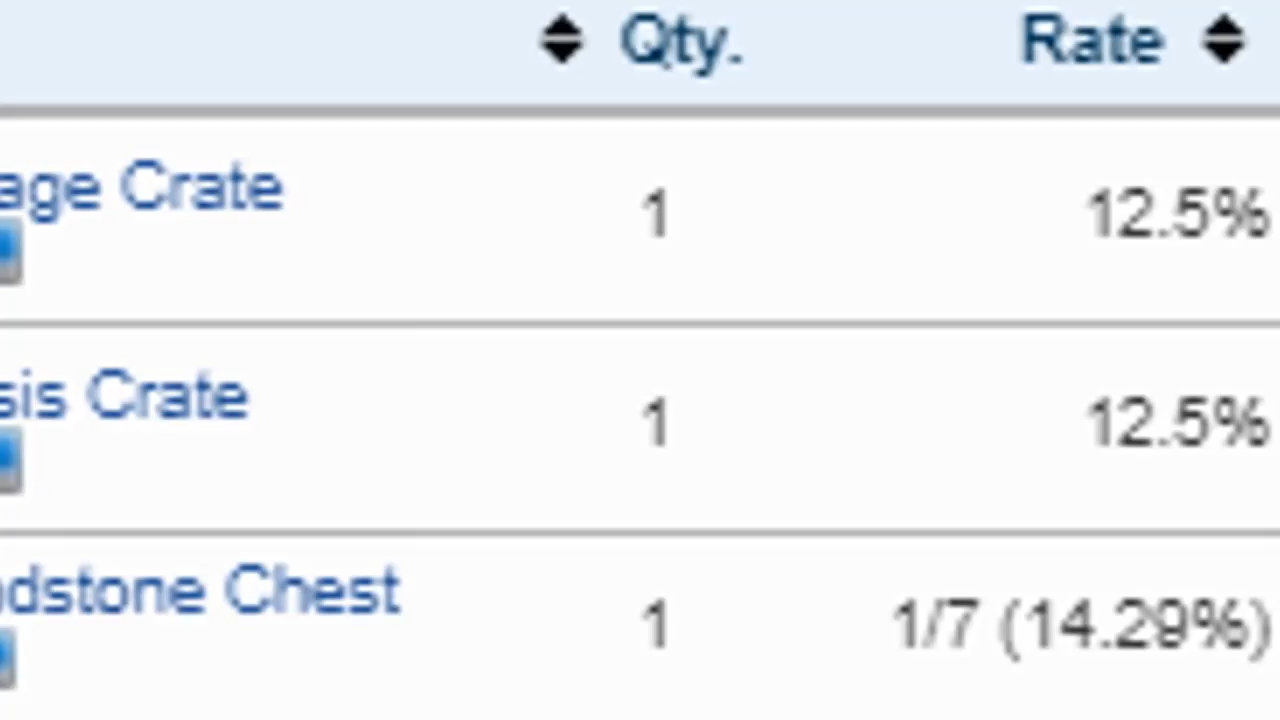 Qty. Rate
age Crate 1 12.5%
sis Crate 1 12.5%
dstone Chest 1 1/7 (14.29%)